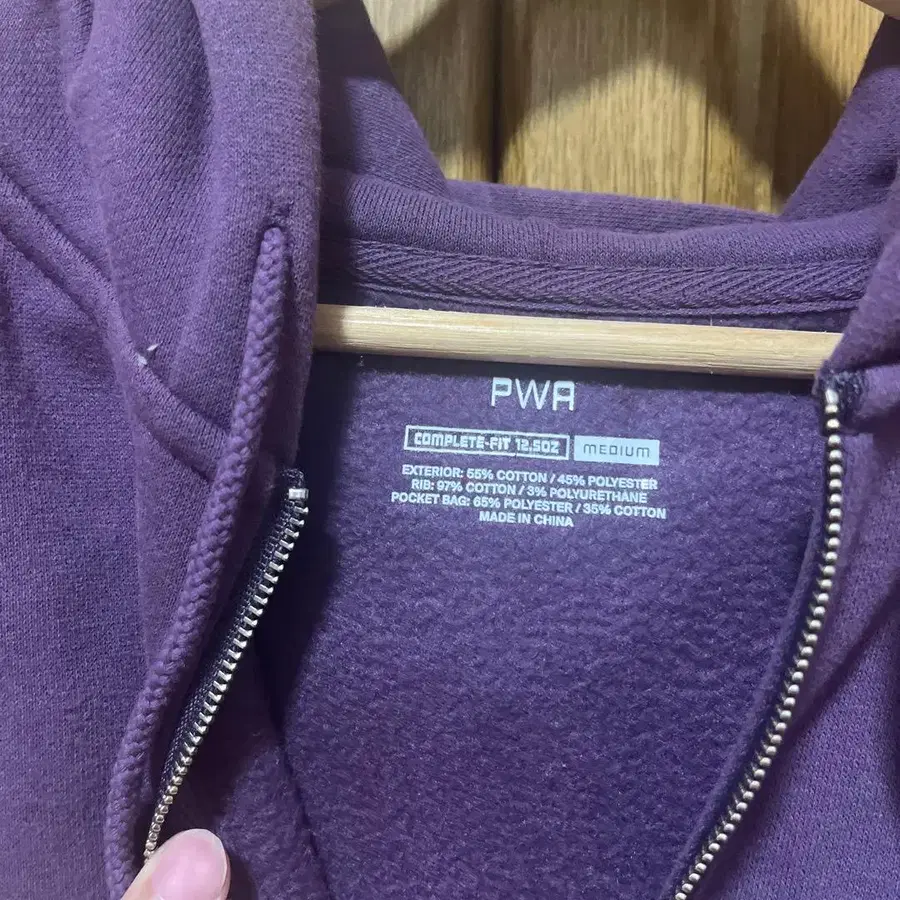 PWA
COMPLETE-FIT 12.5OZ MEDIUM
EXTERIOR: 55% COTTON / 45% POLYESTER
RIB: 97% COTTON / 3% POLYURETHANE
POCKET BAG: 65% POLYESTER / 35% COTTON
MADE IN CHINA